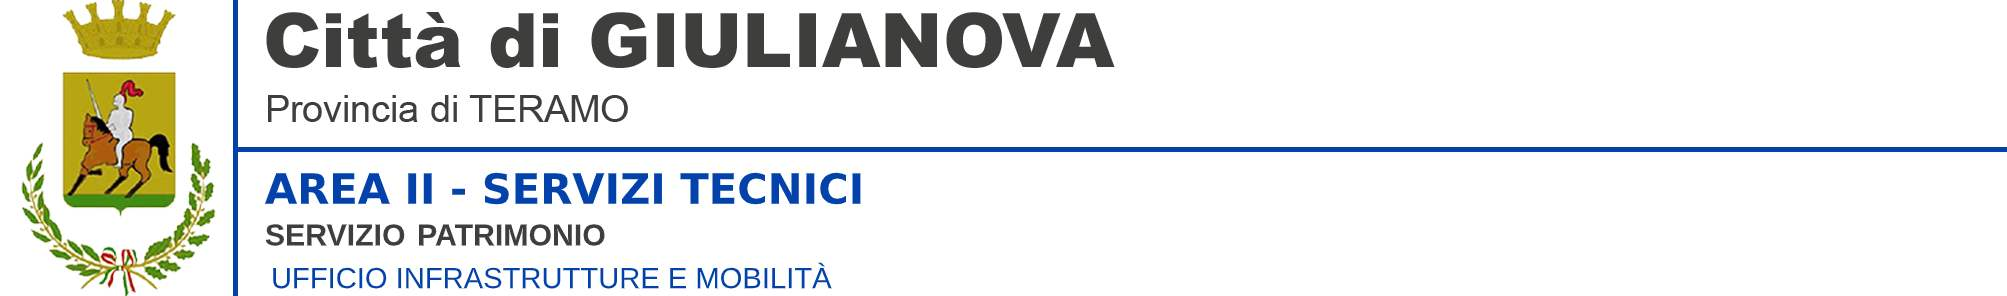 Città di GIULIANOVA
Provincia di TERAMO
AREA II - SERVIZI TECNICI
SERVIZIO PATRIMONIO
UFFICIO INFRASTRUTTURE E MOBILITÀ